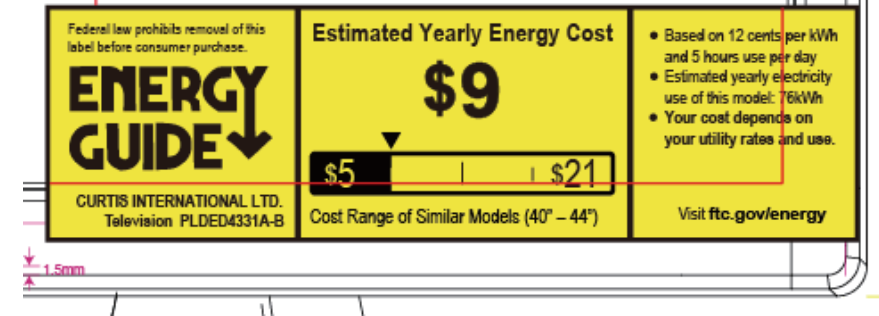 Federal law prohibits removal of this
label before consumer purchase.
ENERGY
GUIDE
CURTIS INTERNATIONAL LTD.
Television PLDED4331A-B
Estimated Yearly Energy Cost
$9
$5
$21
Cost Range of Similar Models (40" – 44")
• Based on 12 cents per kWh
and 5 hours use per day
• Estimated yearly electricity
use of this model: 76kWh
• Your cost depends on
your utility rates and use.
Visit ftc.gov/energy
1.5mm